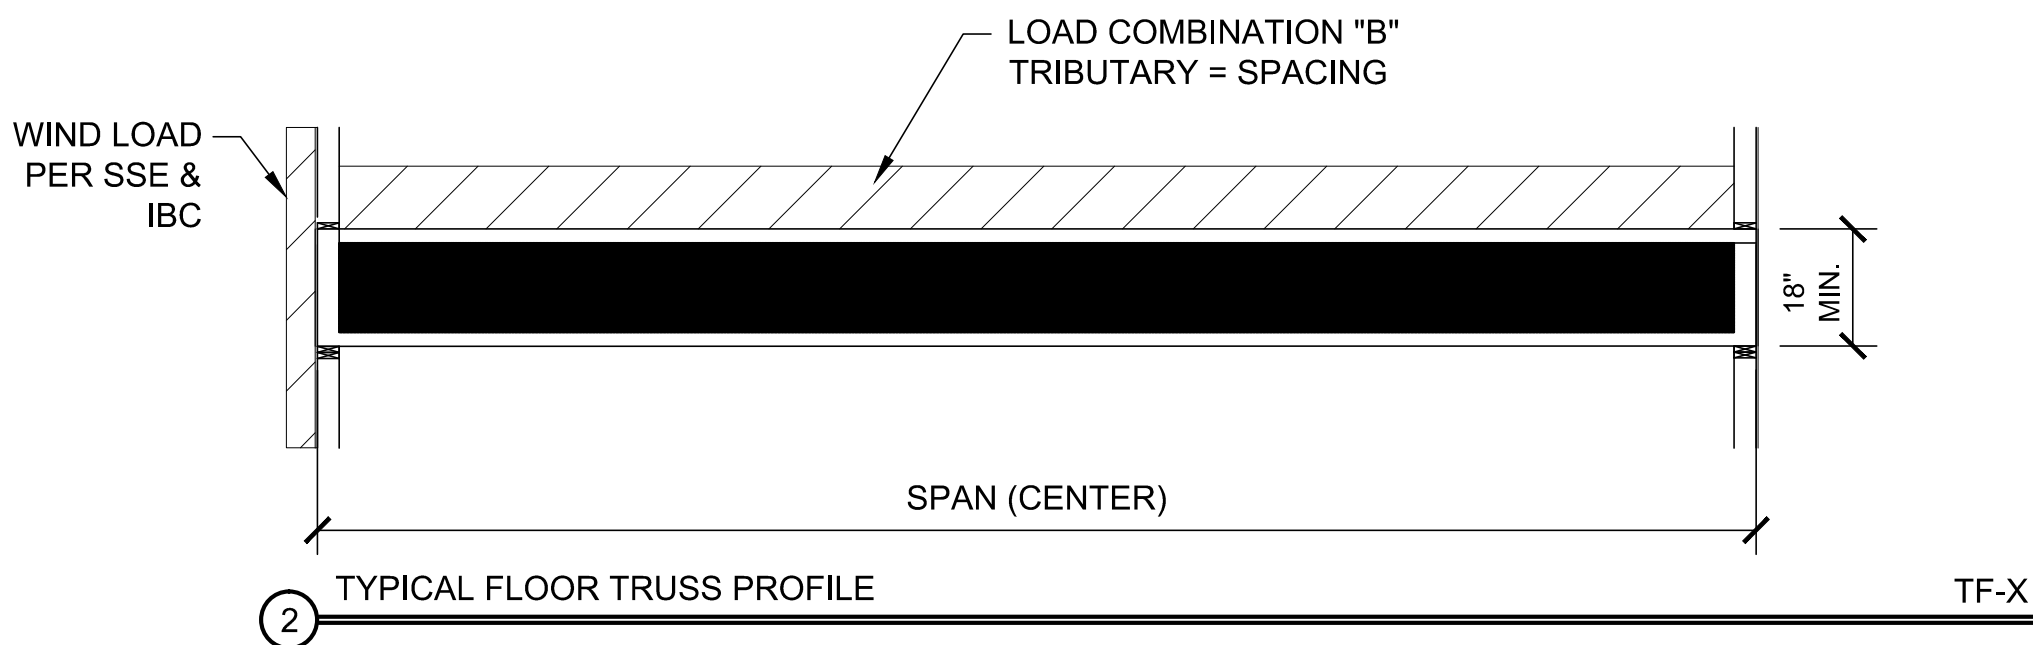 LOAD COMBINATION "B"
TRIBUTARY = SPACING
WIND LOAD
PER SSE &
IBC
18"
MIN.
SPAN (CENTER)
TYPICAL FLOOR TRUSS PROFILE
TF-X
2